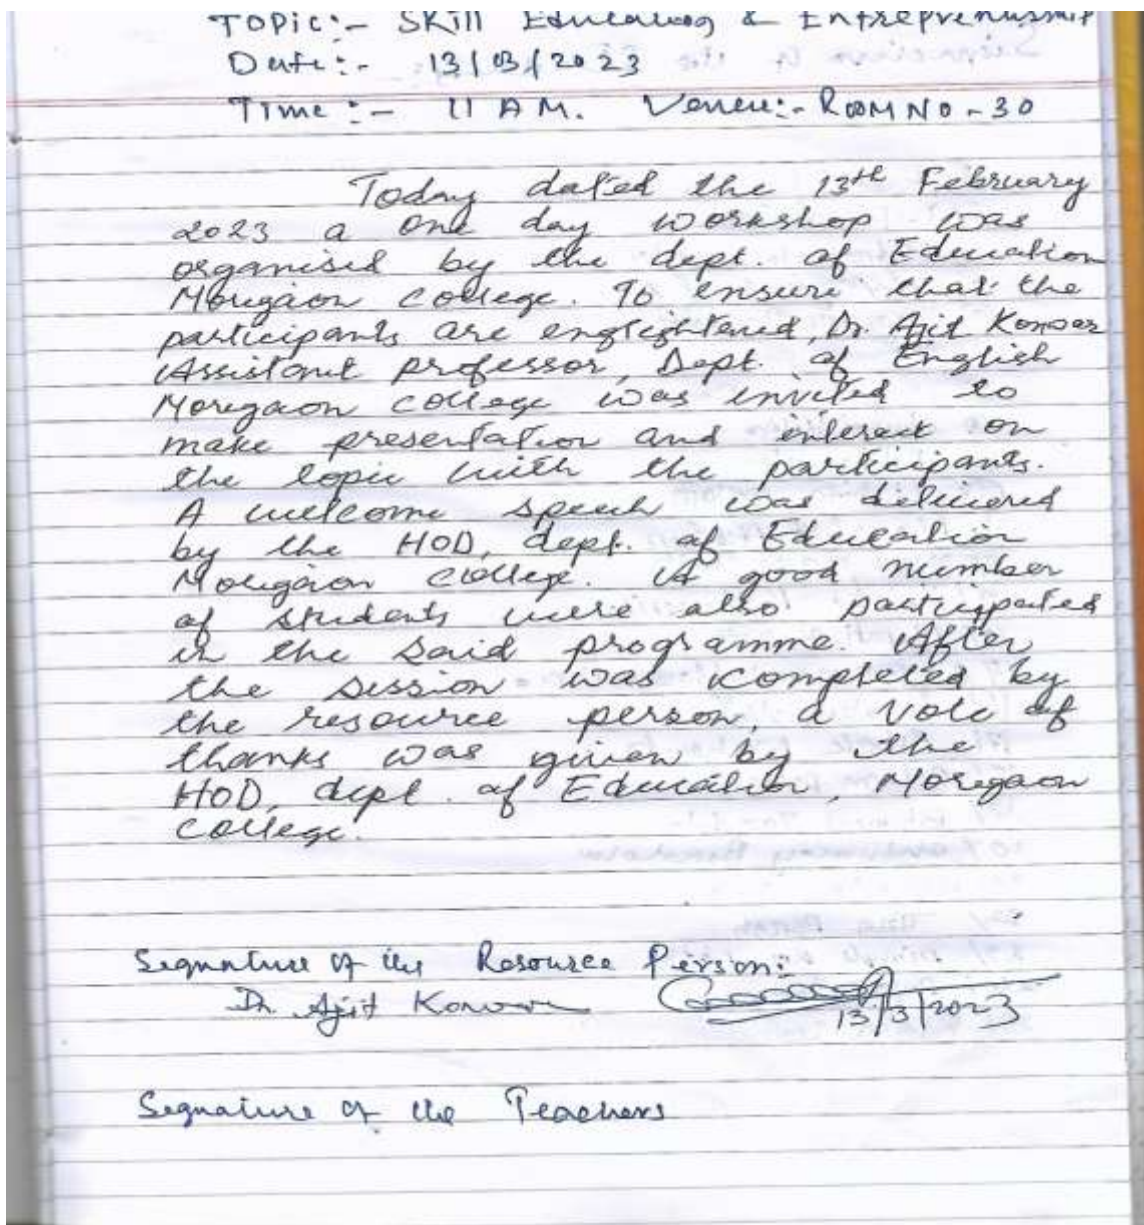 Topic:- Skill Education & Entreprenuship
Date:- 13/03/2023
Time:- 11 AM. Venue:- Room No-30
Today dated the 13th February
2023 a one day workshop was
organised by the dept. of Education
Morigaon College. To ensure that the
participants are englightened, Dr. Ajit Konwar
Assistant professor, Dept. of English
Morigaon College was invited to
make presentation and interact on
the topic with the participants.
A welcome speech was delivered
by the HOD, dept. of Education
Morigaon College. A good number
of students were also participated
in the said programme. After
the session was completed by
the resource person, a vote of
thanks was given by the
HOD, dept. of Education, Morigaon
College.
Signature of the Resource Person:
Dr Ajit Konwar 13/3/2023
Signature of the Teachers